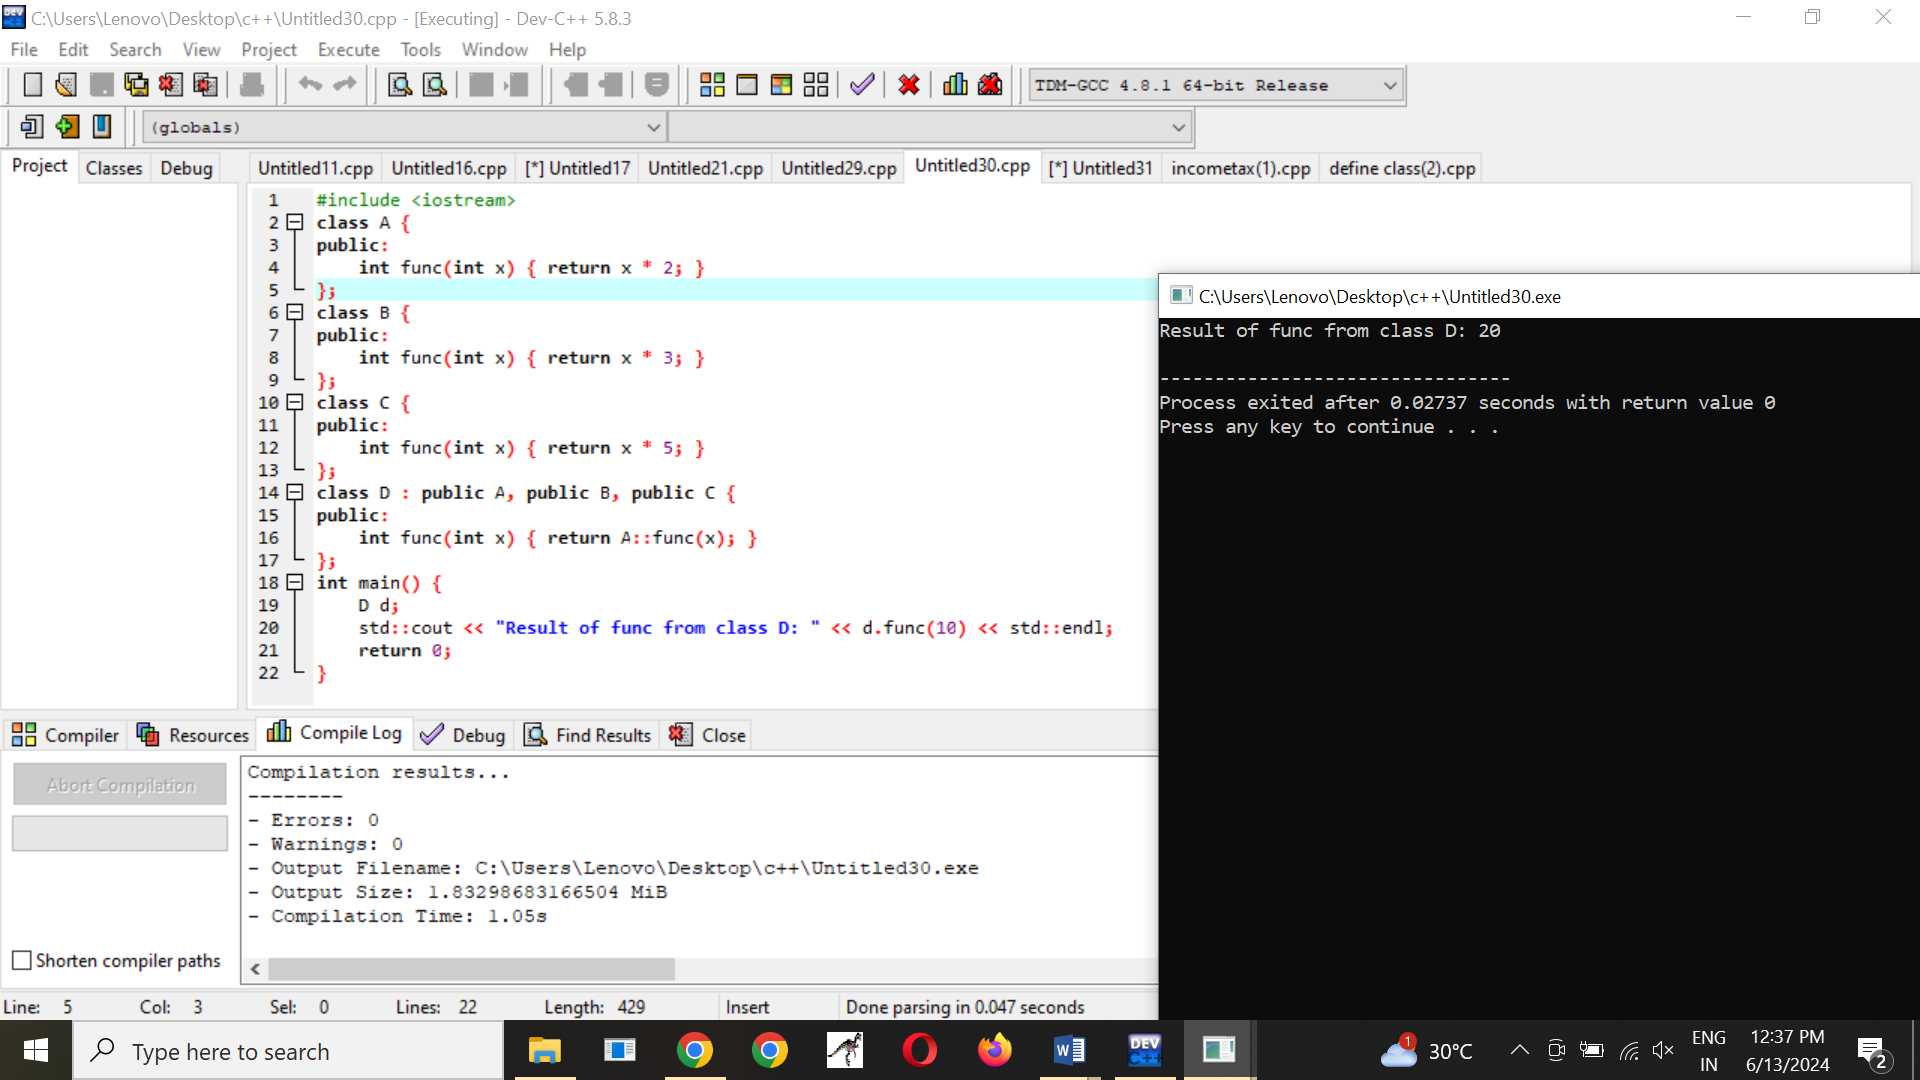 C:\Users\Lenovo\Desktop\c++\Untitled30.cpp - [Executing] - Dev-C++ 5.8.3
File Edit Search View Project Execute Tools Window Help
TDM-GCC 4.8.1 64-bit Release
(globals)
Project Classes Debug
Untitled11.cpp Untitled16.cpp [*] Untitled17 Untitled21.cpp Untitled29.cpp Untitled30.cpp [*] Untitled31 incometax(1).cpp define class(2).cpp
1 #include <iostream>
2 class A {
3 public:
4     int func(int x) { return x * 2; }
5 };
6 class B {
7 public:
8     int func(int x) { return x * 3; }
9 };
10 class C {
11 public:
12     int func(int x) { return x * 5; }
13 };
14 class D : public A, public B, public C {
15 public:
16     int func(int x) { return A::func(x); }
17 };
18 int main() {
19     D d;
20     std::cout << "Result of func from class D: " << d.func(10) << std::endl;
21     return 0;
22 }
C:\Users\Lenovo\Desktop\c++\Untitled30.exe
Result of func from class D: 20
--------------------------------
Process exited after 0.02737 seconds with return value 0
Press any key to continue . . .
Compiler Resources Compile Log Debug Find Results Close
Abort Compilation
Shorten compiler paths
Compilation results...
--------
- Errors: 0
- Warnings: 0
- Output Filename: C:\Users\Lenovo\Desktop\c++\Untitled30.exe
- Output Size: 1.83298683166504 MiB
- Compilation Time: 1.05s
Line: 5 Col: 3 Sel: 0 Lines: 22 Length: 429 Insert Done parsing in 0.047 seconds
Type here to search
W
DEV
C++
1
30°C
ENG
IN
12:37 PM
6/13/2024
2